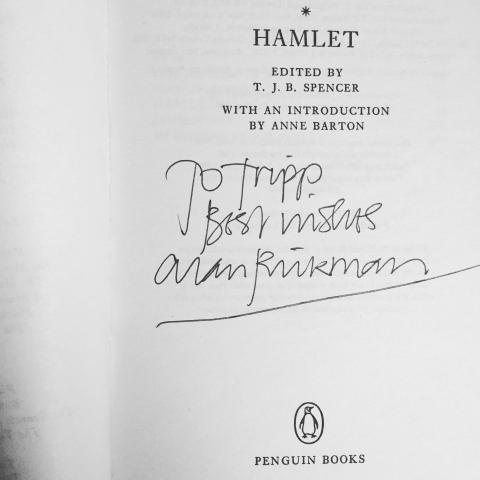 *
HAMLET
EDITED BY
T. J. B. SPENCER
WITH AN INTRODUCTION
BY ANNE BARTON
To Tripp
Best wishes
Alan Rickman
PENGUIN BOOKS